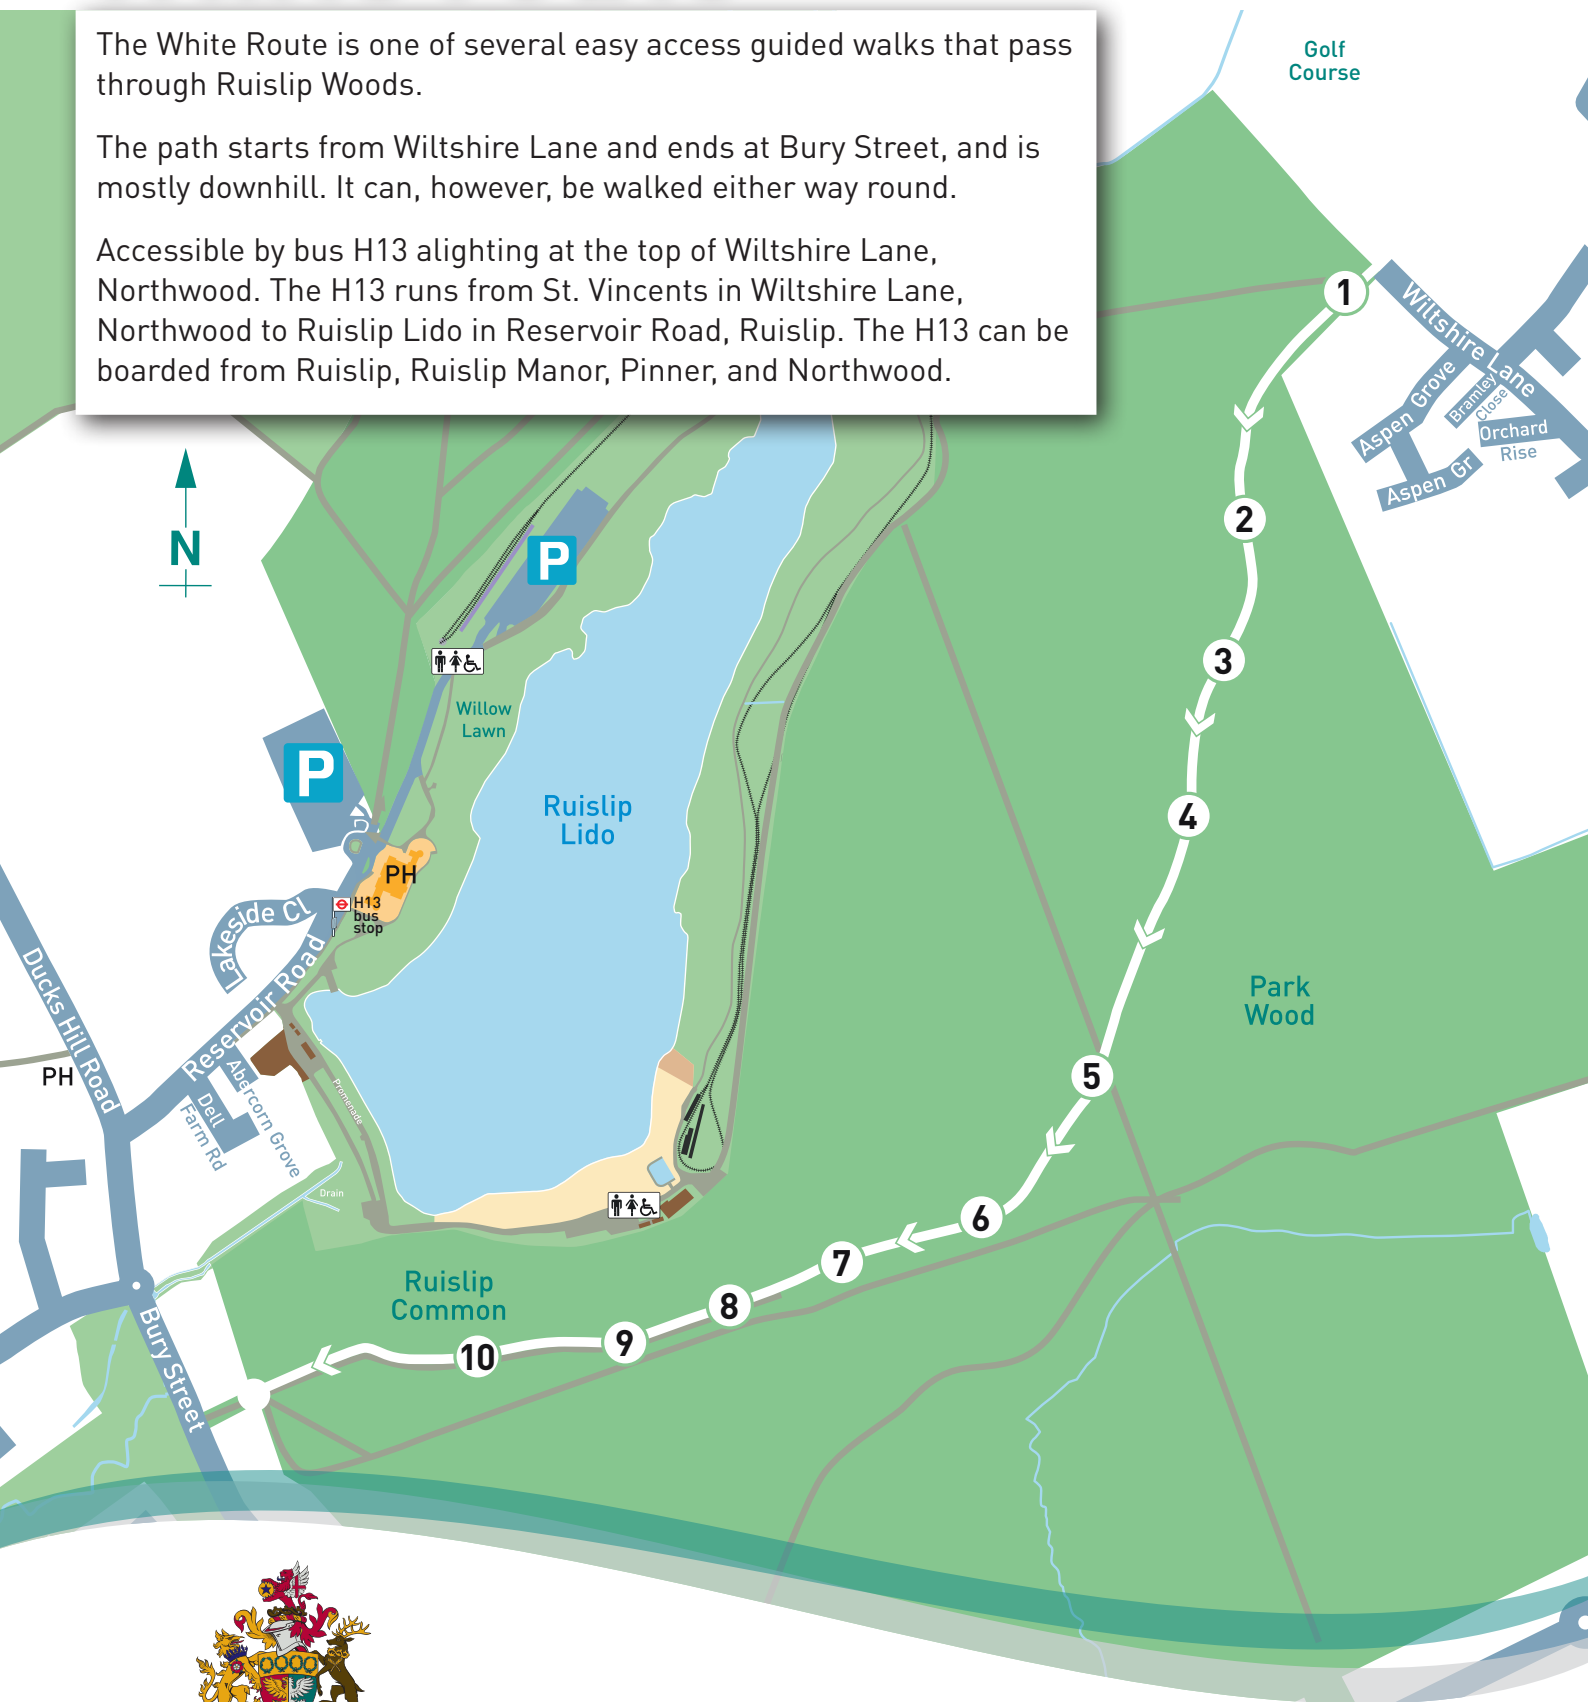 The White Route is one of several easy access guided walks that pass
through Ruislip Woods.
The path starts from Wiltshire Lane and ends at Bury Street, and is
mostly downhill. It can, however, be walked either way round.
Accessible by bus H13 alighting at the top of Wiltshire Lane,
Northwood. The H13 runs from St. Vincents in Wiltshire Lane,
Northwood to Ruislip Lido in Reservoir Road, Ruislip. The H13 can be
boarded from Ruislip, Ruislip Manor, Pinner, and Northwood.
Golf
Course
1
Wiltshire Lane
Aspen Grove
Bramley
Close
Orchard
Rise
Aspen Gr
N
P
2
3
Willow
Lawn
P
Ruislip
Lido
4
PH
H13
bus
stop
Lakeside Cl
Reservoir Road
Ducks Hill Road
Park
Wood
PH
Abercorn Grove
Dell
Farm Rd
Promenade
5
Drain
6
7
Ruislip
Common
8
9
10
Bury Street